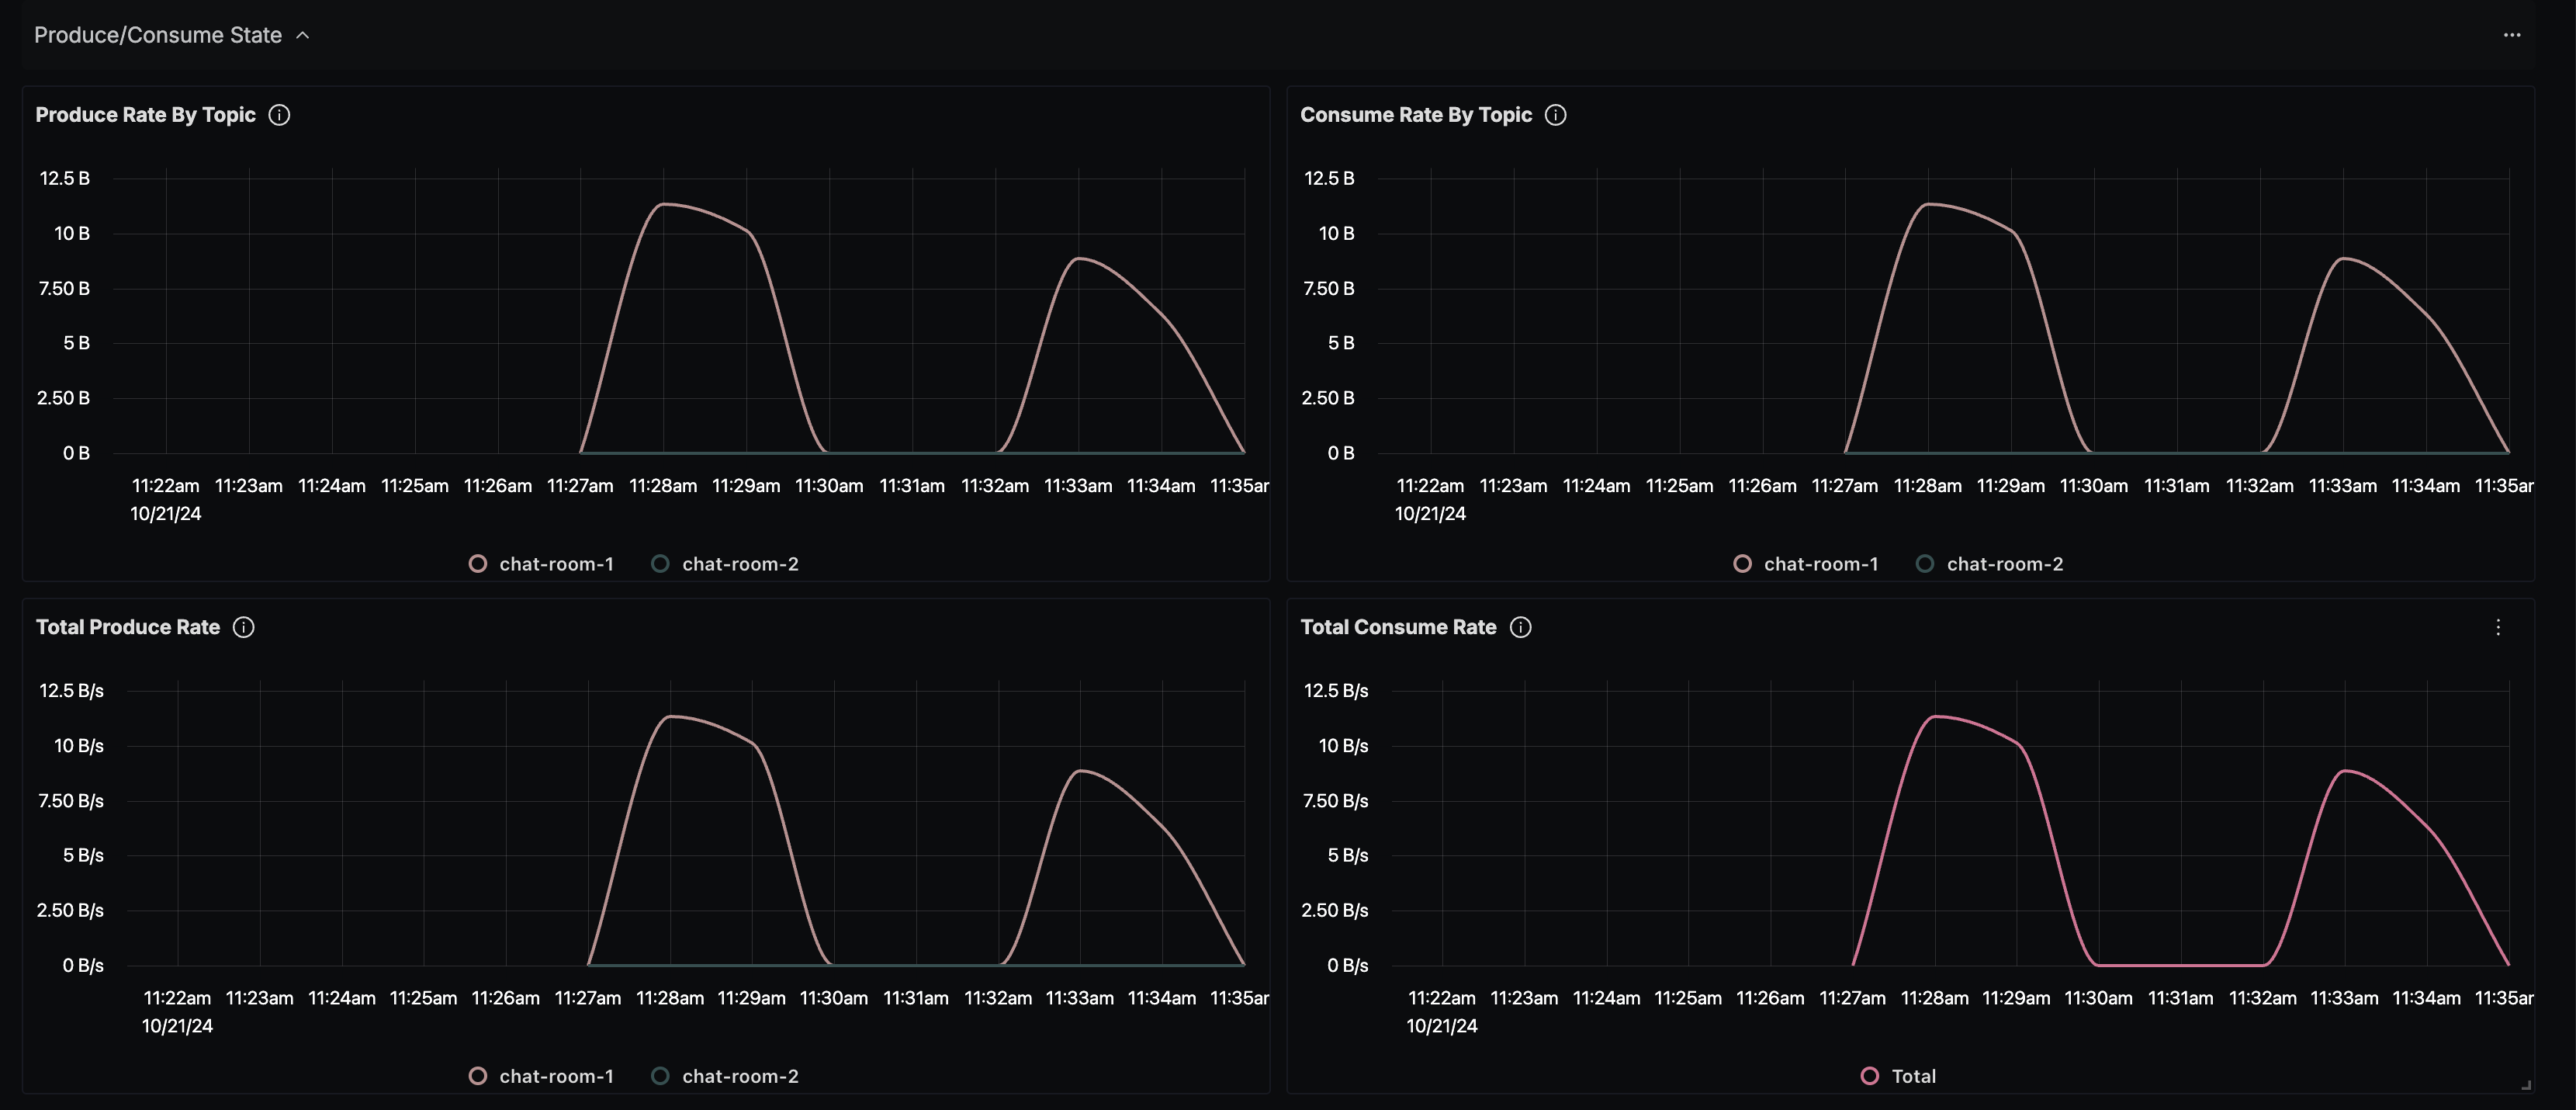 Produce/Consume State
Produce Rate By Topic
12.5 B
10 B
7.50 B
5 B
2.50 B
0 B
11:22am 11:23am 11:24am 11:25am 11:26am 11:27am 11:28am 11:29am 11:30am 11:31am 11:32am 11:33am 11:34am 11:35ar
10/21/24
chat-room-1 chat-room-2
Consume Rate By Topic
12.5 B
10 B
7.50 B
5 B
2.50 B
0 B
11:22am 11:23am 11:24am 11:25am 11:26am 11:27am 11:28am 11:29am 11:30am 11:31am 11:32am 11:33am 11:34am 11:35ar
10/21/24
chat-room-1 chat-room-2
Total Produce Rate
12.5 B/s
10 B/s
7.50 B/s
5 B/s
2.50 B/s
0 B/s
11:22am 11:23am 11:24am 11:25am 11:26am 11:27am 11:28am 11:29am 11:30am 11:31am 11:32am 11:33am 11:34am 11:35ar
10/21/24
chat-room-1 chat-room-2
Total Consume Rate
12.5 B/s
10 B/s
7.50 B/s
5 B/s
2.50 B/s
0 B/s
11:22am 11:23am 11:24am 11:25am 11:26am 11:27am 11:28am 11:29am 11:30am 11:31am 11:32am 11:33am 11:34am 11:35ar
10/21/24
Total